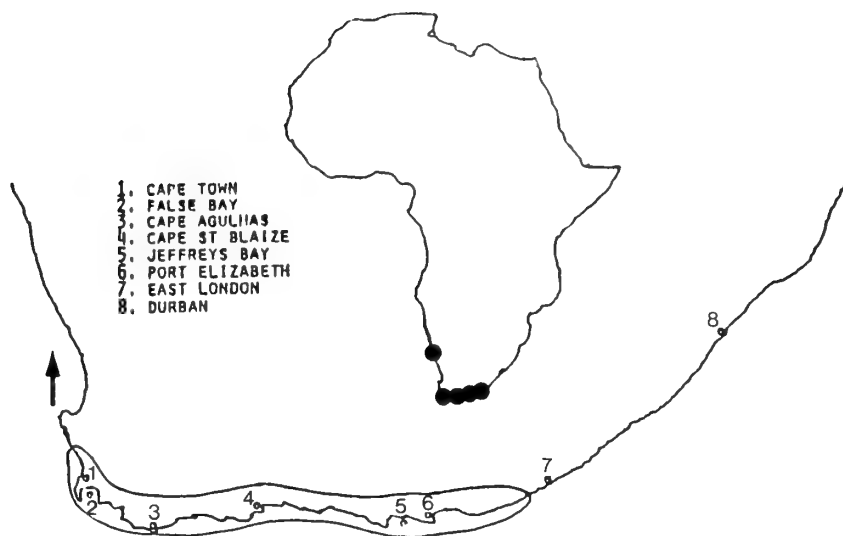 1. CAPE TOWN
2. FALSE BAY
3. CAPE AGULHAS
4. CAPE ST BLAIZE
5. JEFFREYS BAY
6. PORT ELIZABETH
7. EAST LONDON
8. DURBAN
8
7
1
2
3
4
5
6